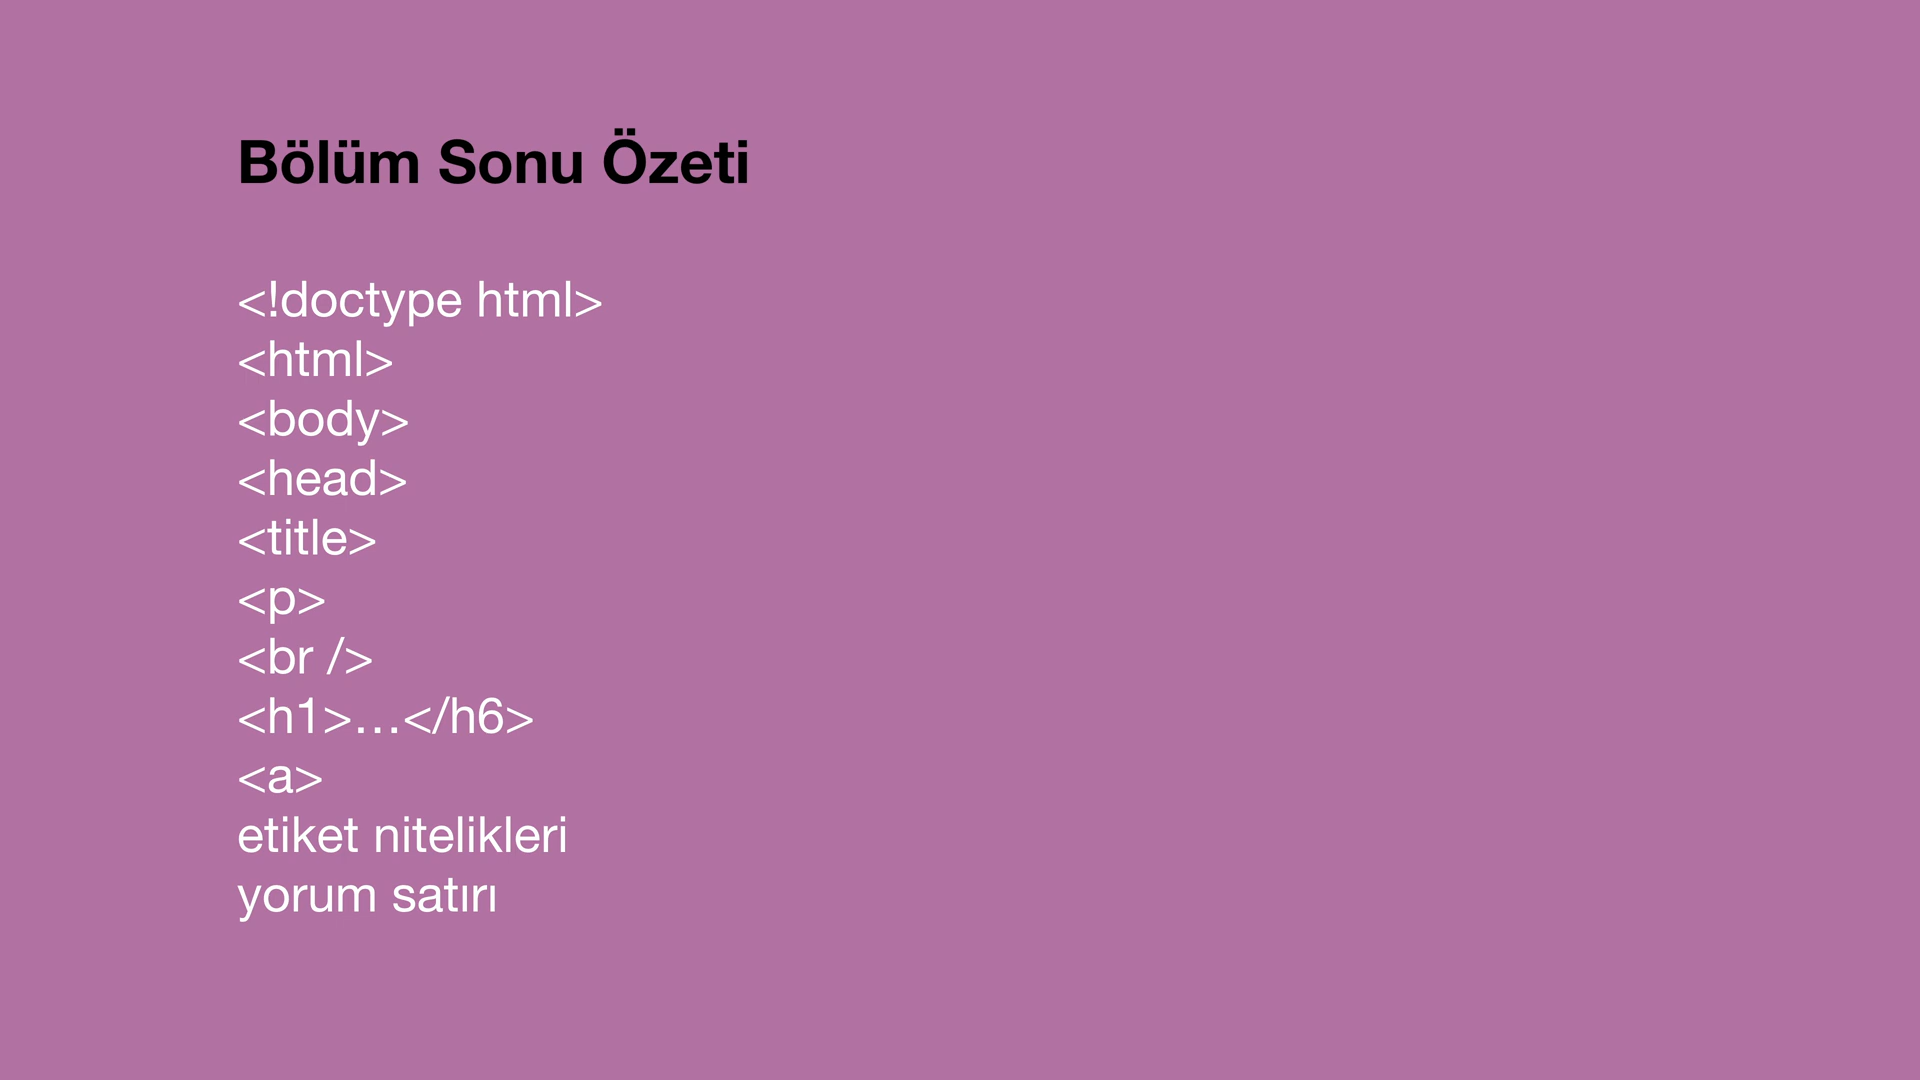 Bölüm Sonu Özeti
<!doctype html>
<html>
<body>
<head>
<title>
<p>
<br />
<h1>…</h6>
<a>
etiket nitelikleri
yorum satırı